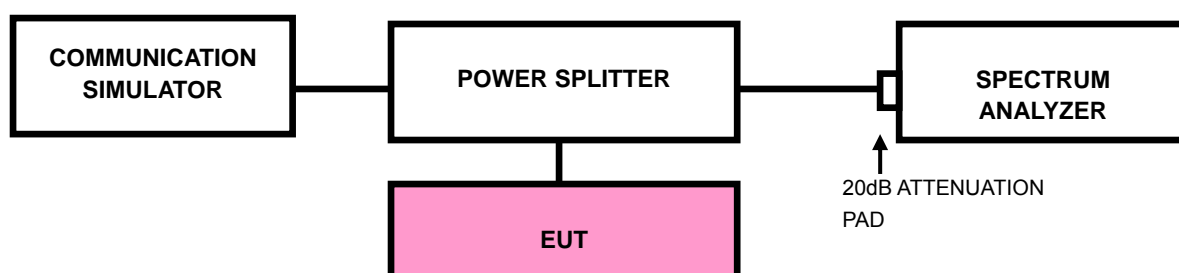 COMMUNICATION
SIMULATOR
POWER SPLITTER
SPECTRUM
ANALYZER
20dB ATTENUATION
PAD
EUT